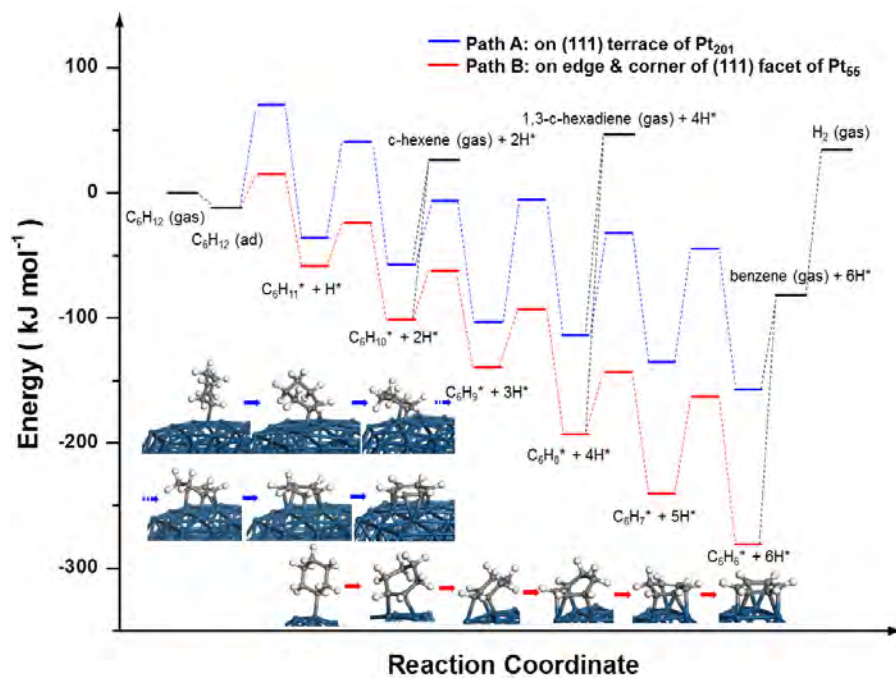 Path A: on (111) terrace of Pt₂₀₁
Path B: on edge & corner of (111) facet of Pt₅₅
100
0
-100
-200
-300
Energy ( kJ mol⁻¹ )
1,3-c-hexadiene (gas) + 4H*
c-hexene (gas) + 2H*
H₂ (gas)
C₆H₁₂ (gas)
C₆H₁₂ (ad)
C₆H₁₁* + H*
benzene (gas) + 6H*
C₆H₁₀* + 2H*
C₆H₉* + 3H*
C₆H₈* + 4H*
C₆H₇* + 5H*
C₆H₆* + 6H*
Reaction Coordinate